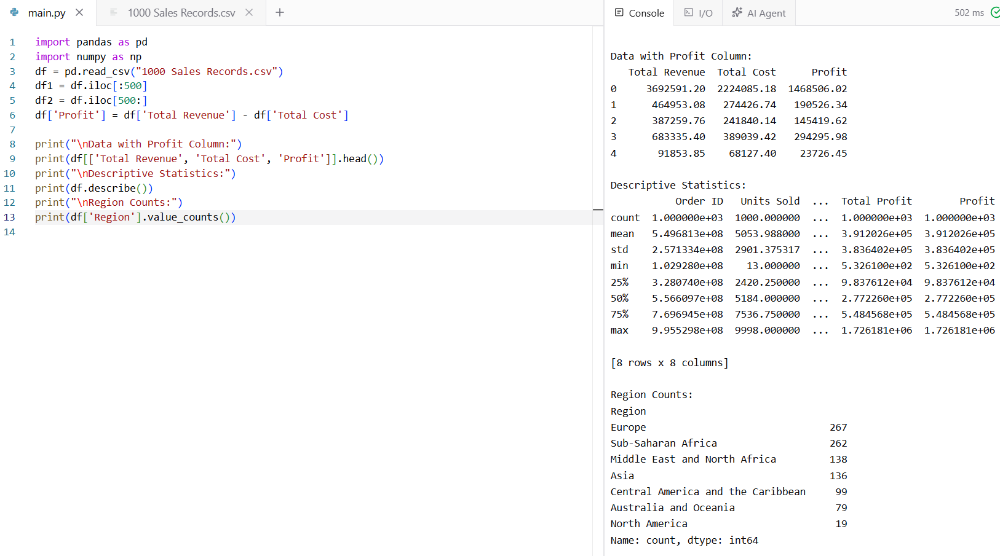 main.py
1000 Sales Records.csv
1 import pandas as pd
2 import numpy as np
3 df = pd.read_csv("1000 Sales Records.csv")
4 df1 = df.iloc[:500]
5 df2 = df.iloc[500:]
6 df['Profit'] = df['Total Revenue'] - df['Total Cost']
7
8 print("\nData with Profit Column:")
9 print(df[['Total Revenue', 'Total Cost', 'Profit']].head())
10 print("\nDescriptive Statistics:")
11 print(df.describe())
12 print("\nRegion Counts:")
13 print(df['Region'].value_counts())
14
Console
I/O
AI Agent
502 ms
Data with Profit Column:
Total Revenue  Total Cost  Profit
0  3692591.20  2224085.18  1468506.02
1  464953.08  274426.74  190526.34
2  387259.76  241840.14  145419.62
3  683335.40  389039.42  294295.98
4  91853.85  68127.40  23726.45
Descriptive Statistics:
Order ID  Units Sold  ...  Total Profit  Profit
count  1.000000e+03  1000.000000  ...  1.000000e+03  1.000000e+03
mean  5.496813e+08  5053.988000  ...  3.912026e+05  3.912026e+05
std  2.571334e+08  2901.375317  ...  3.836402e+05  3.836402e+05
min  1.029280e+08  13.000000  ...  5.326100e+02  5.326100e+02
25%  3.280740e+08  2420.250000  ...  9.837612e+04  9.837612e+04
50%  5.566097e+08  5184.000000  ...  2.772260e+05  2.772260e+05
75%  7.696945e+08  7536.750000  ...  5.484568e+05  5.484568e+05
max  9.955298e+08  9998.000000  ...  1.726181e+06  1.726181e+06
[8 rows x 8 columns]
Region Counts:
Region
Europe  267
Sub-Saharan Africa  262
Middle East and North Africa  138
Asia  136
Central America and the Caribbean  99
Australia and Oceania  79
North America  19
Name: count, dtype: int64